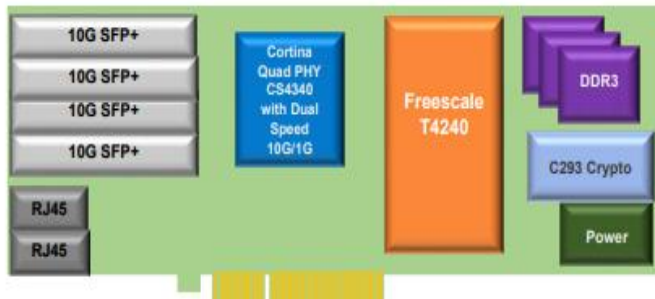 10G SFP+
10G SFP+
10G SFP+
10G SFP+
RJ45
RJ45
Cortina
Quad PHY
CS4340
with Dual
Speed
10G/1G
Freescale
T4240
DDR3
C293 Crypto
Power